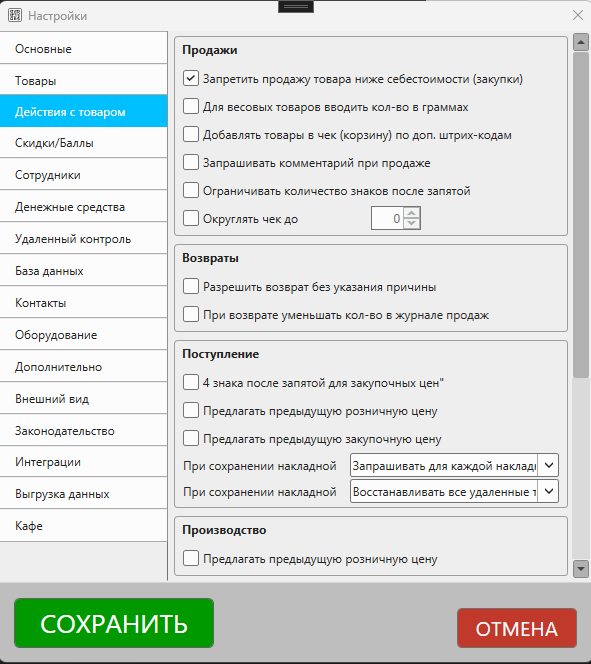 Настройки
Основные
Товары
Действия с товаром
Скидки/Баллы
Сотрудники
Денежные средства
Удаленный контроль
База данных
Контакты
Оборудование
Дополнительно
Внешний вид
Законодательство
Интеграции
Выгрузка данных
Кафе
Продажи
Запретить продажу товара ниже себестоимости (закупки)
Для весовых товаров вводить кол-во в граммах
Добавлять товары в чек (корзину) по доп. штрих-кодам
Запрашивать комментарий при продаже
Ограничивать количество знаков после запятой
Округлять чек до 0
Возвраты
Разрешить возврат без указания причины
При возврате уменьшать кол-во в журнале продаж
Поступление
4 знака после запятой для закупочных цен"
Предлагать предыдущую розничную цену
Предлагать предыдущую закупочную цену
При сохранении накладной Запрашивать для каждой наклад
При сохранении накладной Восстанавливать все удаленные т
Производство
Предлагать предыдущую розничную цену
СОХРАНИТЬ
ОТМЕНА